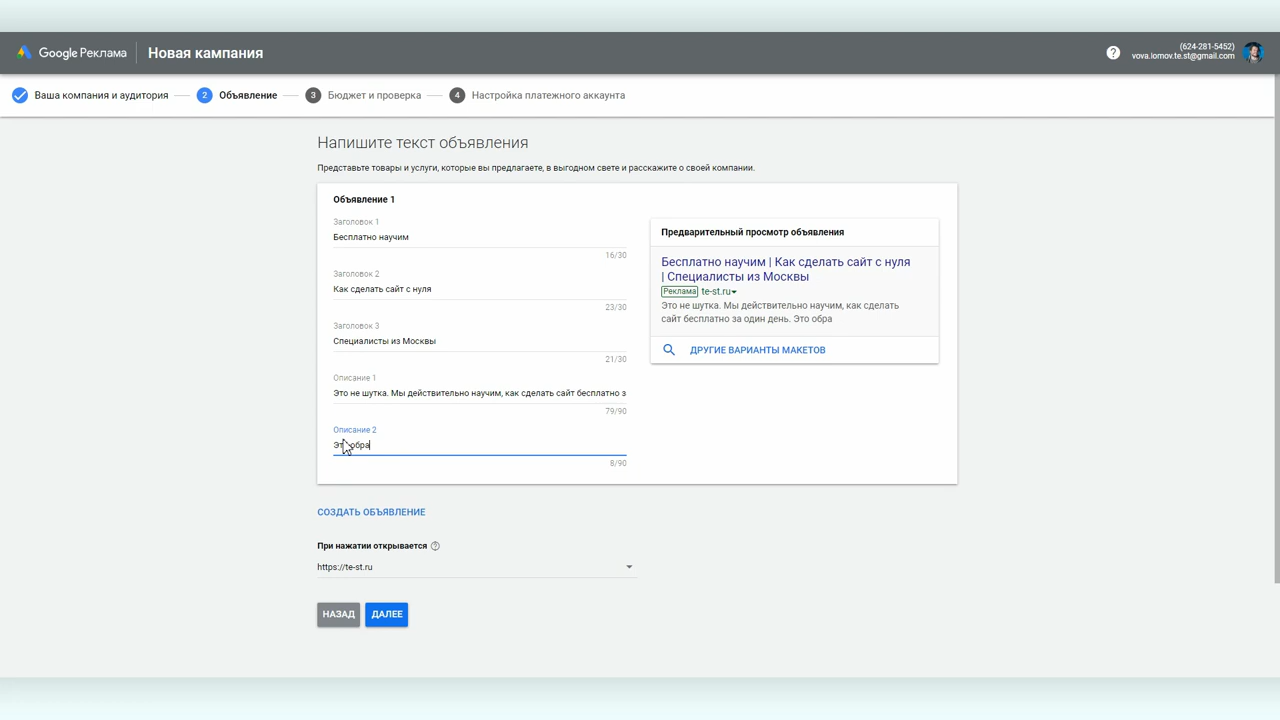 Google Реклама
Новая кампания
(624-281-5452)
vova.lomov.te.st@gmail.com
Ваша компания и аудитория
2 Объявление
3 Бюджет и проверка
4 Настройка платежного аккаунта
Напишите текст объявления
Представьте товары и услуги, которые вы предлагаете, в выгодном свете и расскажите о своей компании.
Объявление 1
Заголовок 1
Бесплатно научим
16/30
Заголовок 2
Как сделать сайт с нуля
23/30
Заголовок 3
Специалисты из Москвы
21/30
Описание 1
Это не шутка. Мы действительно научим, как сделать сайт бесплатно з
79/90
Описание 2
Это обра
8/90
Предварительный просмотр объявления
Бесплатно научим | Как сделать сайт с нуля
| Специалисты из Москвы
Реклама te-st.ru
Это не шутка. Мы действительно научим, как сделать
сайт бесплатно за один день. Это обра
ДРУГИЕ ВАРИАНТЫ МАКЕТОВ
СОЗДАТЬ ОБЪЯВЛЕНИЕ
При нажатии открывается
https://te-st.ru
НАЗАД
ДАЛЕЕ